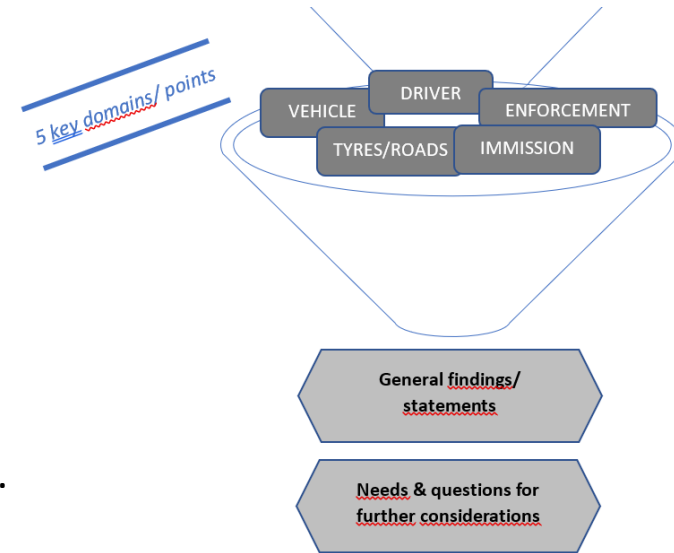 5 key domains/ points
DRIVER
VEHICLE
ENFORCEMENT
TYRES/ROADS
IMMISSION
General findings/
statements
Needs & questions for
further considerations
.